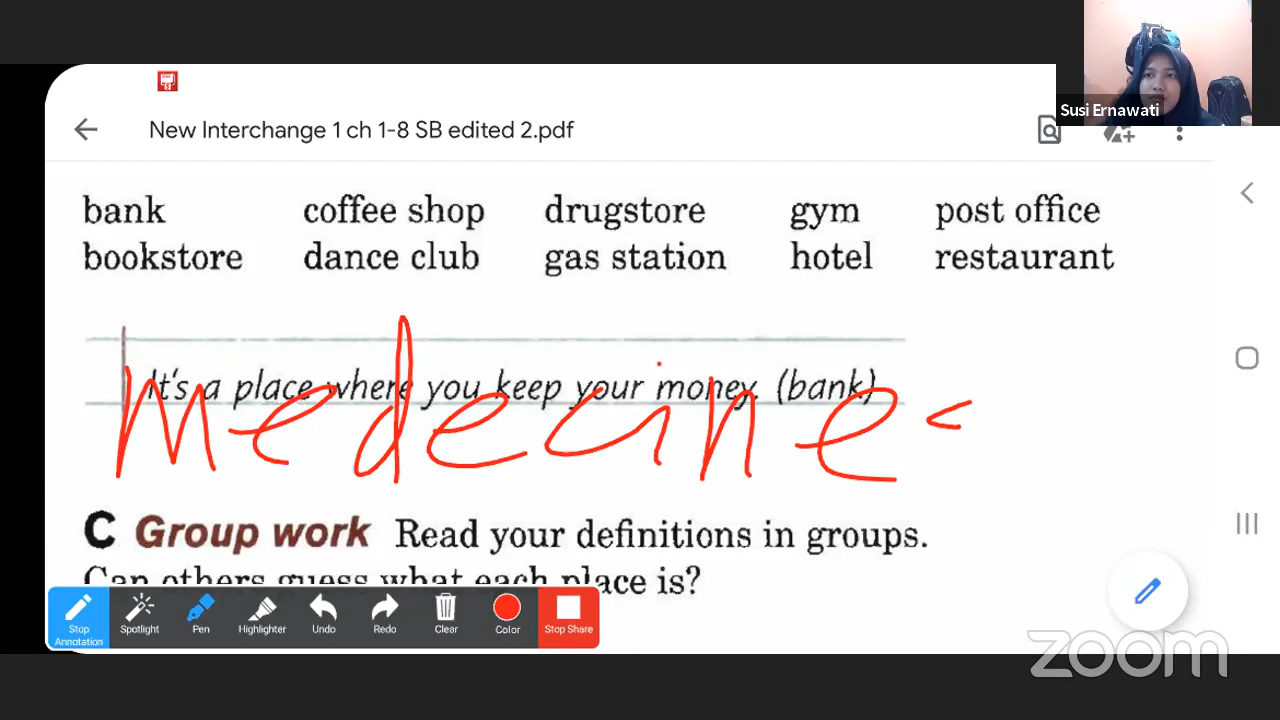 Susi Ernawati
New Interchange 1 ch 1-8 SB edited 2.pdf
bank coffee shop drugstore gym post office
bookstore dance club gas station hotel restaurant
It's a place where you keep your money. (bank)
medecine
C Group work Read your definitions in groups.
Can others guess what each place is?
Stop Annotation Spotlight Pen Highlighter Undo Redo Clear Color Stop Share
zoom